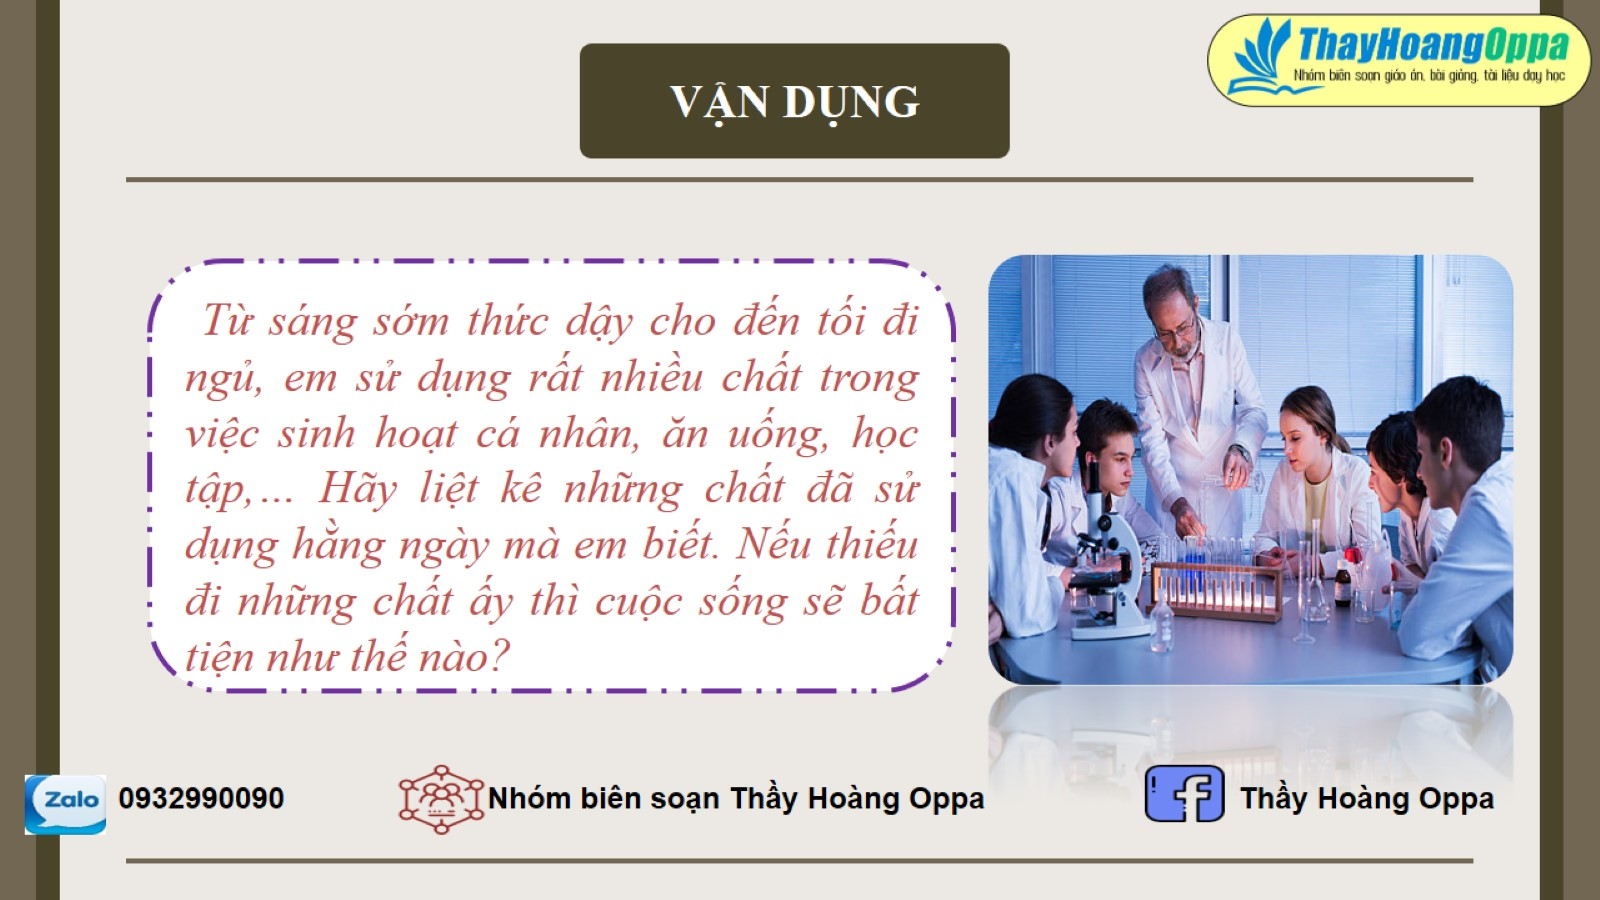 ThayHoangOppa
Nhóm biên soạn giáo án, bài giảng, tài liệu dạy học
VẬN DỤNG
Từ sáng sớm thức dậy cho đến tối đi
ngủ, em sử dụng rất nhiều chất trong
việc sinh hoạt cá nhân, ăn uống, học
tập,... Hãy liệt kê những chất đã sử
dụng hằng ngày mà em biết. Nếu thiếu
đi những chất ấy thì cuộc sống sẽ bất
tiện như thế nào?
Zalo 0932990090
Nhóm biên soạn Thầy Hoàng Oppa
Thầy Hoàng Oppa